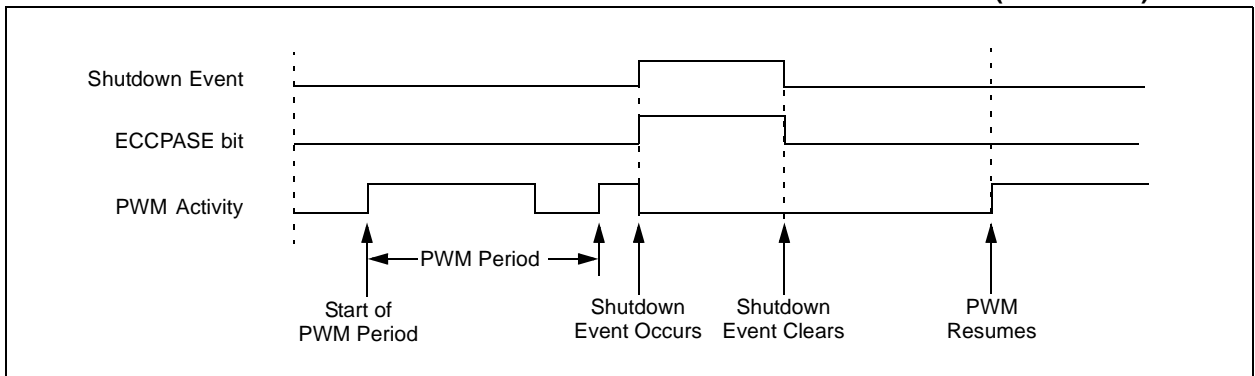 Shutdown Event
ECCPASE bit
PWM Activity
PWM Period
Start of
PWM Period
Shutdown
Event Occurs
Shutdown
Event Clears
PWM
Resumes